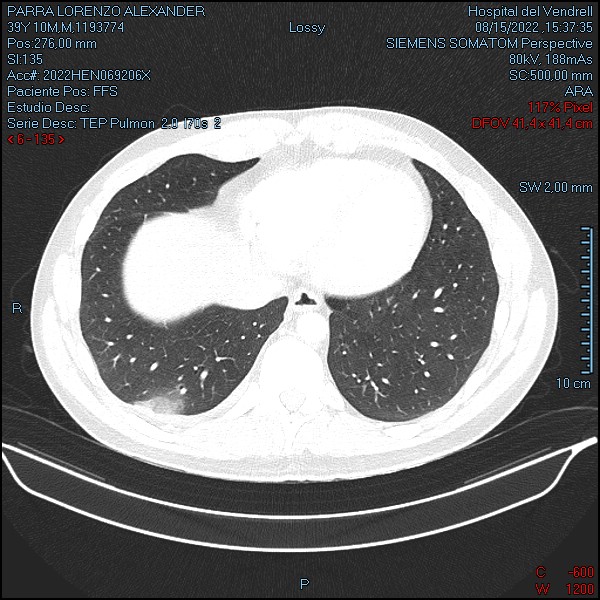 PARRA LORENZO ALEXANDER
39Y 10M,M,1193774
Pos:276,00 mm
SI:135
Acc#: 2022HEN069206X
Paciente Pos: FFS
Estudio Desc:
Serie Desc: TEP Pulmon 2.0 I70s 2
< 6 - 135 >
Lossy
Hospital del Vendrell
08/15/2022 ,15:37:35
SIEMENS SOMATOM Perspective
80kV, 188mAs
SC:500,00 mm
ARA
117% Pixel
DFOV 41,4 x 41,4 cm
SW 2,00 mm
R
10 cm
P
C -600
W 1200